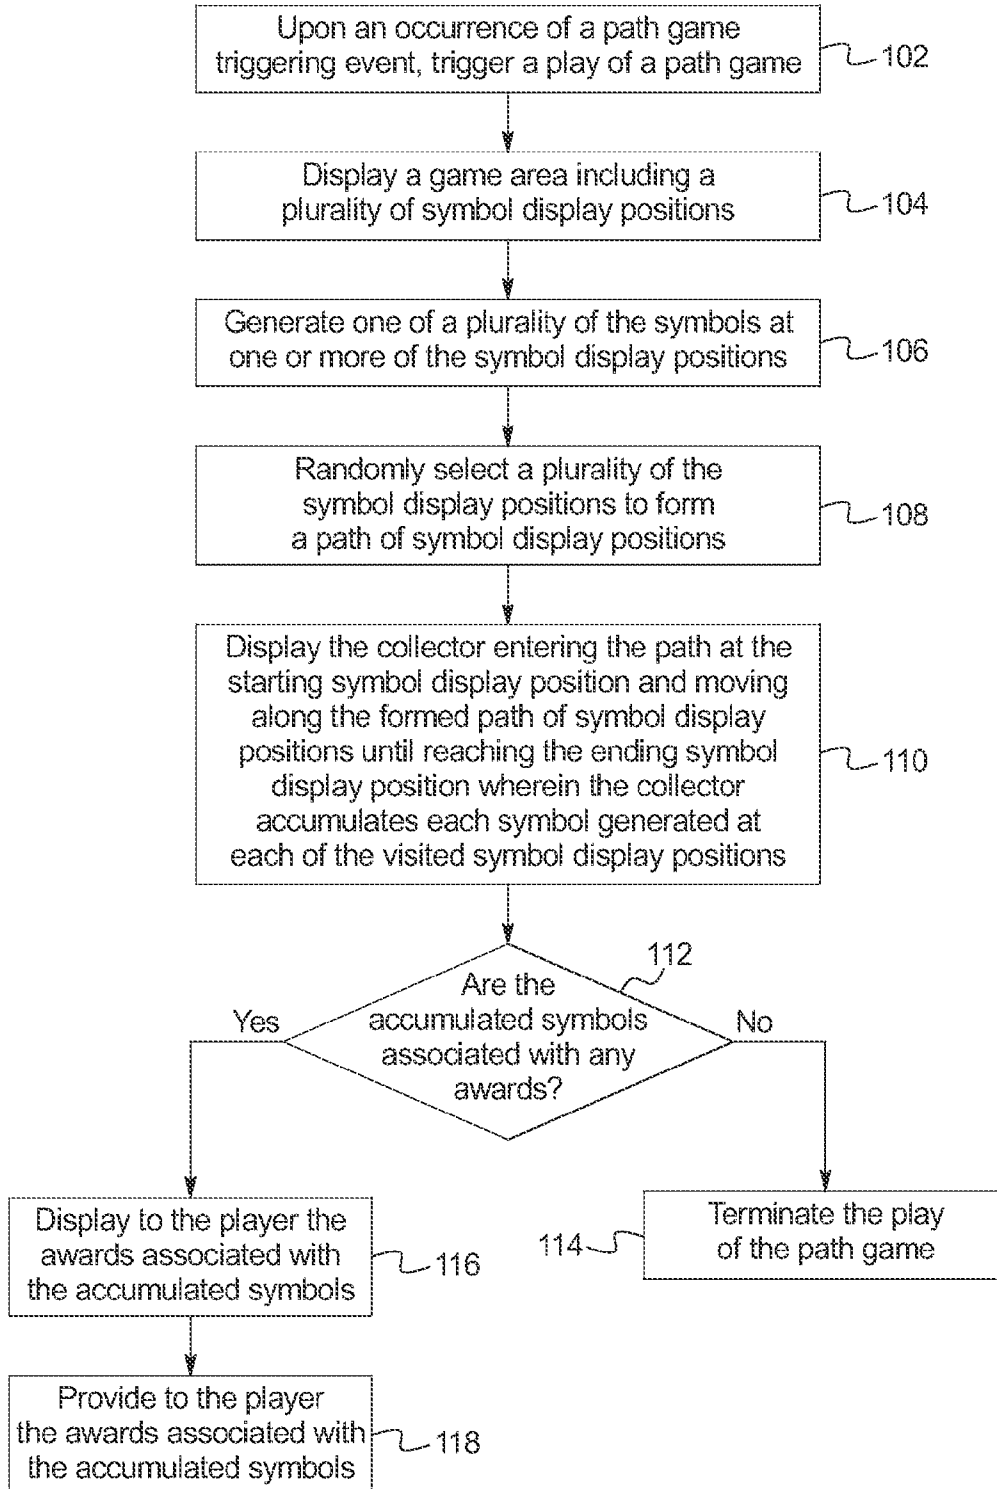 Upon an occurrence of a path game
triggering event, trigger a play of a path game
102
Display a game area including a
plurality of symbol display positions
104
Generate one of a plurality of the symbols at
one or more of the symbol display positions
106
Randomly select a plurality of the
symbol display positions to form
a path of symbol display positions
108
Display the collector entering the path at the
starting symbol display position and moving
along the formed path of symbol display
positions until reaching the ending symbol
display position wherein the collector
accumulates each symbol generated at
each of the visited symbol display positions
110
112
Are the
accumulated symbols
associated with any
awards?
Yes
No
Display to the player the
awards associated with
the accumulated symbols
116
114
Terminate the play
of the path game
Provide to the player
the awards associated with
the accumulated symbols
118